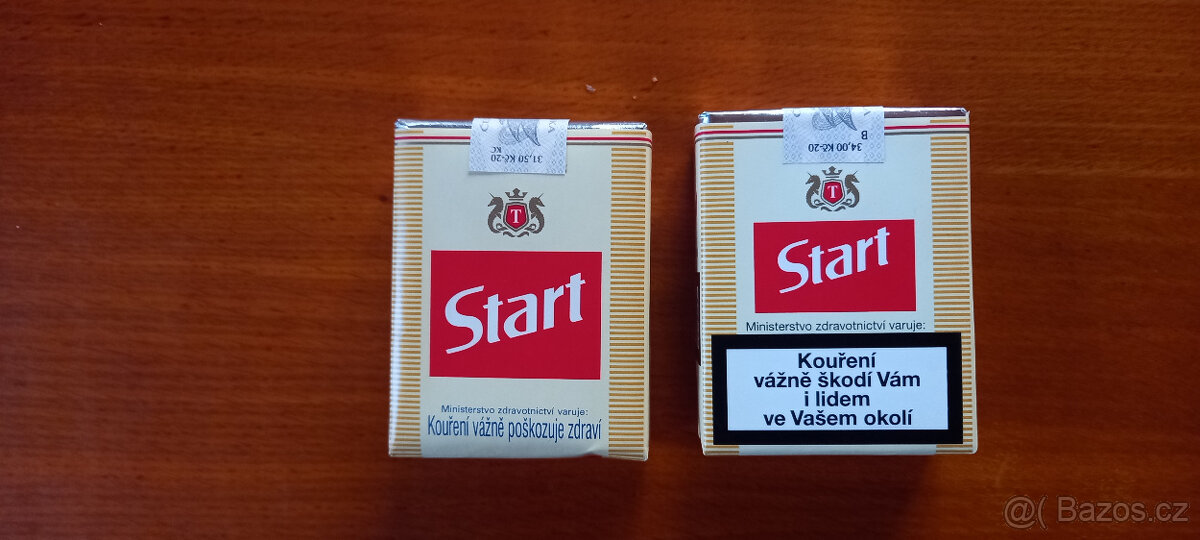 31,50 Kč-20
KČ
T
Start
Ministerstvo zdravotnictví varuje:
Kouření vážně poškozuje zdraví
B
34,00 Kč-20
T
Start
Ministerstvo zdravotnictví varuje:
Kouření
vážně škodí Vám
i lidem
ve Vašem okolí
@( Bazos.cz